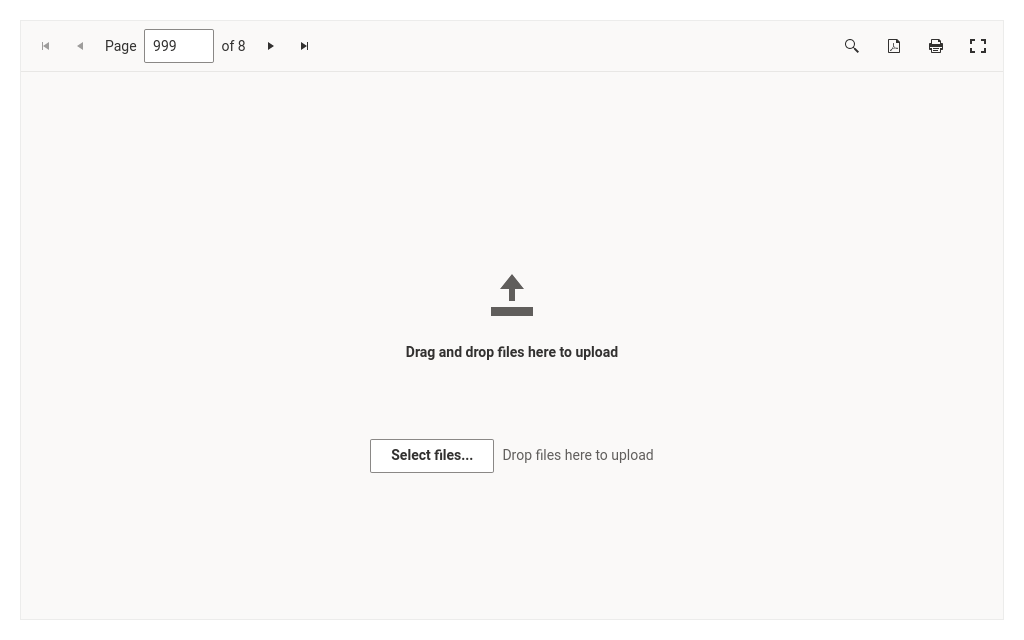 Page 999 of 8
Drag and drop files here to upload
Select files... Drop files here to upload